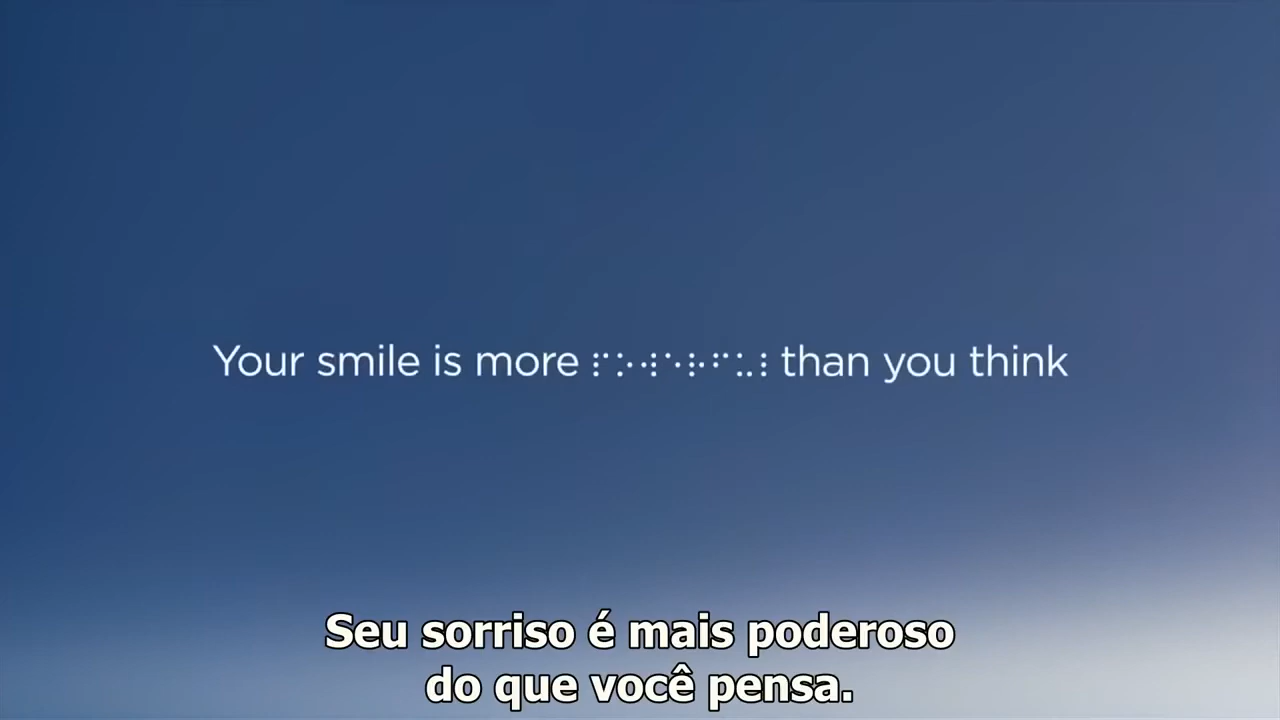 Your smile is more ⠏⠕⠺⠑⠗⠋⠥⠇ than you think
Seu sorriso é mais poderoso
do que você pensa.